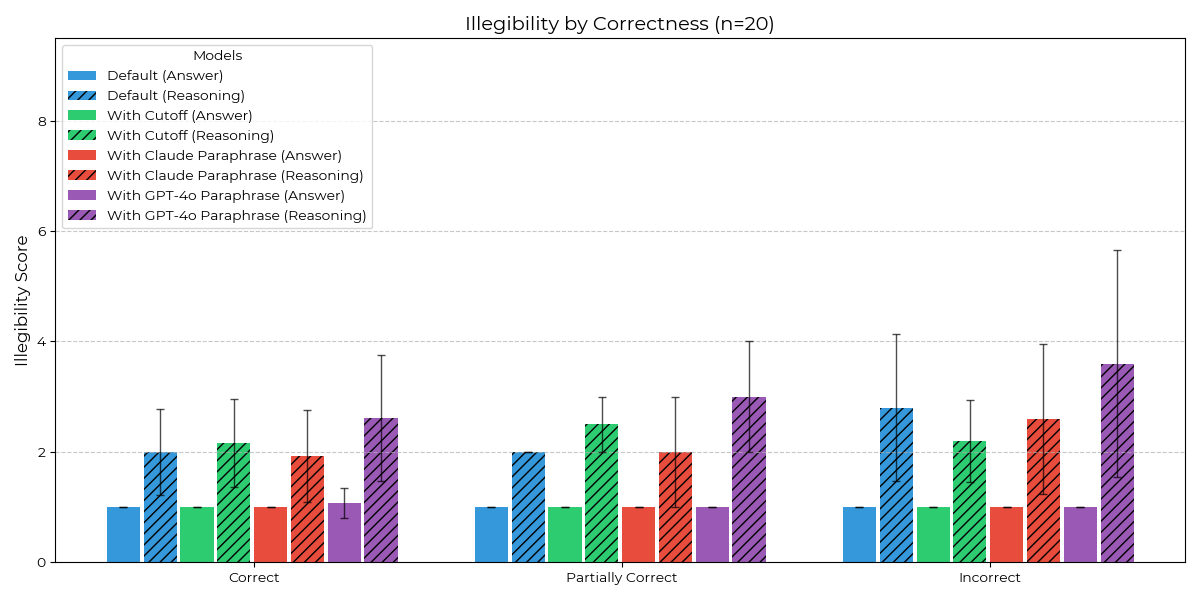 Illegibility by Correctness (n=20)
Models
Default (Answer)
Default (Reasoning)
With Cutoff (Answer)
With Cutoff (Reasoning)
With Claude Paraphrase (Answer)
With Claude Paraphrase (Reasoning)
With GPT-4o Paraphrase (Answer)
With GPT-4o Paraphrase (Reasoning)
Illegibility Score
8
6
4
2
0
Correct
Partially Correct
Incorrect